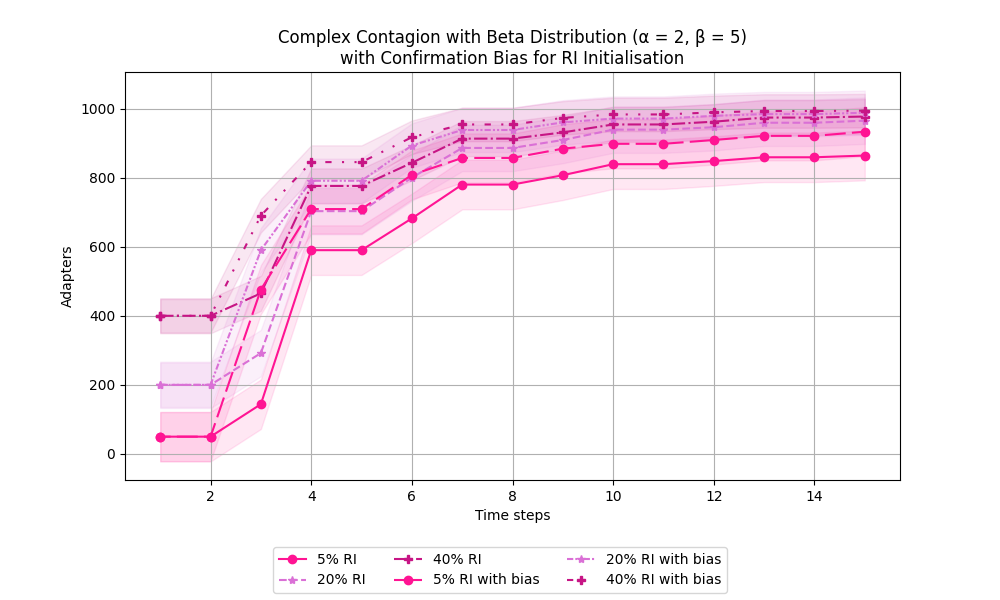 Complex Contagion with Beta Distribution (α = 2, β = 5)
with Confirmation Bias for RI Initialisation
Adapters
1000
800
600
400
200
0
2 4 6 8 10 12 14
Time steps
5% RI 40% RI 20% RI with bias
20% RI 5% RI with bias 40% RI with bias